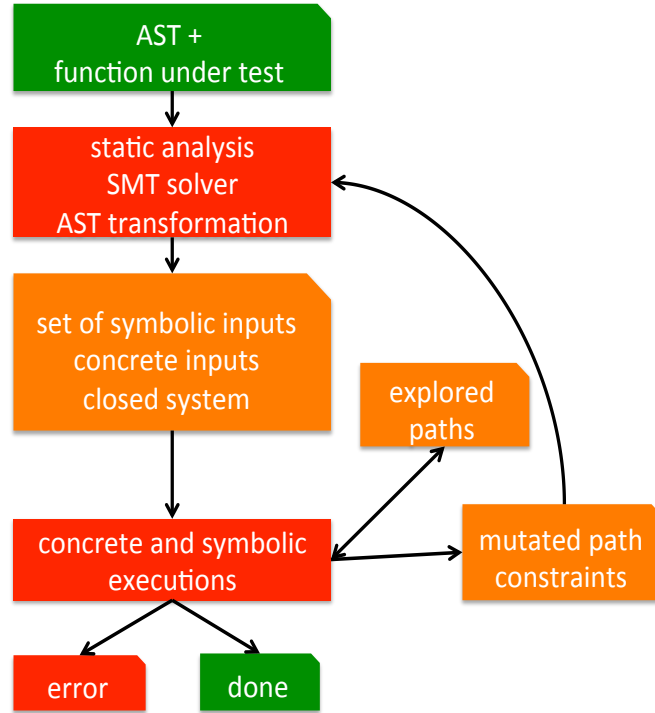 AST +
function under test
static analysis
SMT solver
AST transformation
set of symbolic inputs
concrete inputs
closed system
explored
paths
concrete and symbolic
executions
mutated path
constraints
error
done